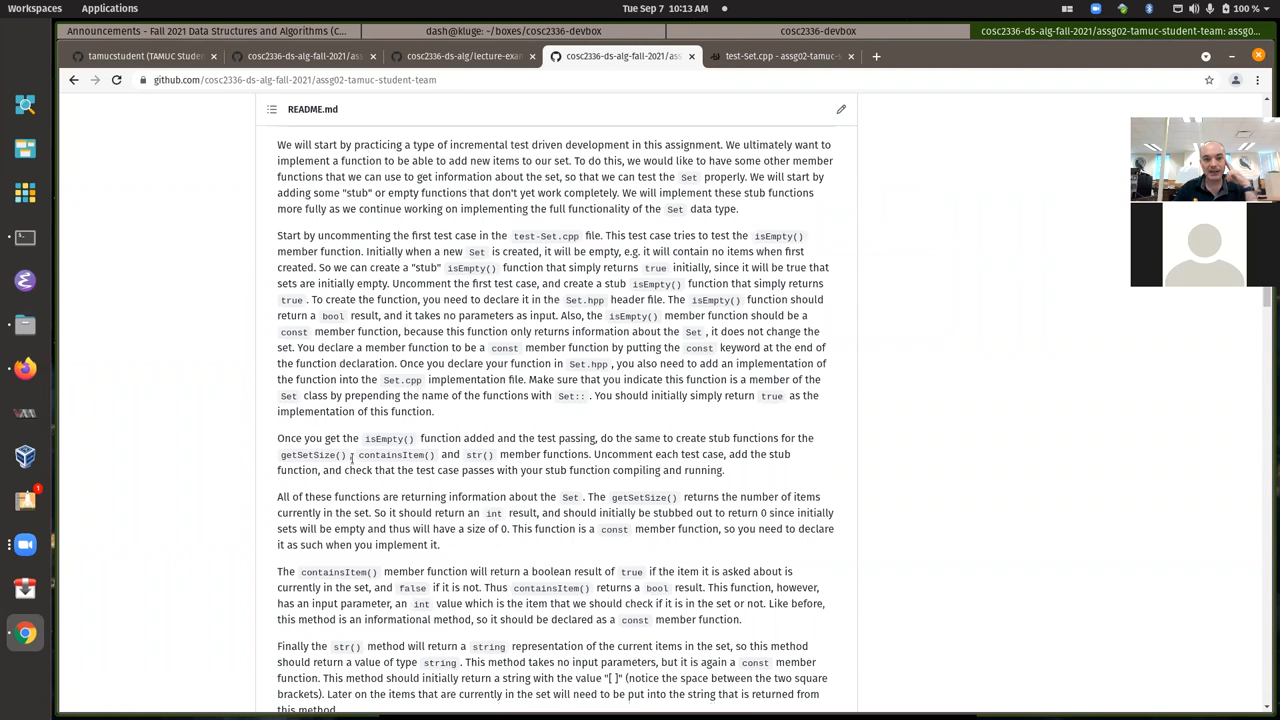 Workspaces Applications Tue Sep 7 10:13 AM 100 %
Announcements - Fall 2021 Data Structures and Algorithms (C... dash@kluge: ~/boxes/cosc2336-devbox cosc2336-devbox cosc2336-ds-alg-fall-2021/assg02-tamuc-student-team: assg0...
tamucstudent (TAMUC Studen cosc2336-ds-alg-fall-2021/ass cosc2336-ds-alg/lecture-exan cosc2336-ds-alg-fall-2021/ass test-Set.cpp - assg02-tamuc-s
github.com/cosc2336-ds-alg-fall-2021/assg02-tamuc-student-team
README.md
We will start by practicing a type of incremental test driven development in this assignment. We ultimately want to
implement a function to be able to add new items to our set. To do this, we would like to have some other member
functions that we can use to get information about the set, so that we can test the Set properly. We will start by
adding some "stub" or empty functions that don't yet work completely. We will implement these stub functions
more fully as we continue working on implementing the full functionality of the Set data type.
Start by uncommenting the first test case in the test-Set.cpp file. This test case tries to test the isEmpty()
member function. Initially when a new Set is created, it will be empty, e.g. it will contain no items when first
created. So we can create a "stub" isEmpty() function that simply returns true initially, since it will be true that
sets are initially empty. Uncomment the first test case, and create a stub isEmpty() function that simply returns
true . To create the function, you need to declare it in the Set.hpp header file. The isEmpty() function should
return a bool result, and it takes no parameters as input. Also, the isEmpty() member function should be a
const member function, because this function only returns information about the Set , it does not change the
set. You declare a member function to be a const member function by putting the const keyword at the end of
the function declaration. Once you declare your function in Set.hpp , you also need to add an implementation of
the function into the Set.cpp implementation file. Make sure that you indicate this function is a member of the
Set class by prepending the name of the functions with Set:: . You should initially simply return true as the
implementation of this function.
Once you get the isEmpty() function added and the test passing, do the same to create stub functions for the
getSetSize() , containsItem() and str() member functions. Uncomment each test case, add the stub
function, and check that the test case passes with your stub function compiling and running.
All of these functions are returning information about the Set . The getSetSize() returns the number of items
currently in the set. So it should return an int result, and should initially be stubbed out to return 0 since initially
sets will be empty and thus will have a size of 0. This function is a const member function, so you need to declare
it as such when you implement it.
The containsItem() member function will return a boolean result of true if the item it is asked about is
currently in the set, and false if it is not. Thus containsItem() returns a bool result. This function, however,
has an input parameter, an int value which is the item that we should check if it is in the set or not. Like before,
this method is an informational method, so it should be declared as a const member function.
Finally the str() method will return a string representation of the current items in the set, so this method
should return a value of type string . This method takes no input parameters, but it is again a const member
function. This method should initially return a string with the value "[ ]" (notice the space between the two square
brackets). Later on the items that are currently in the set will need to be put into the string that is returned from
this method.
1